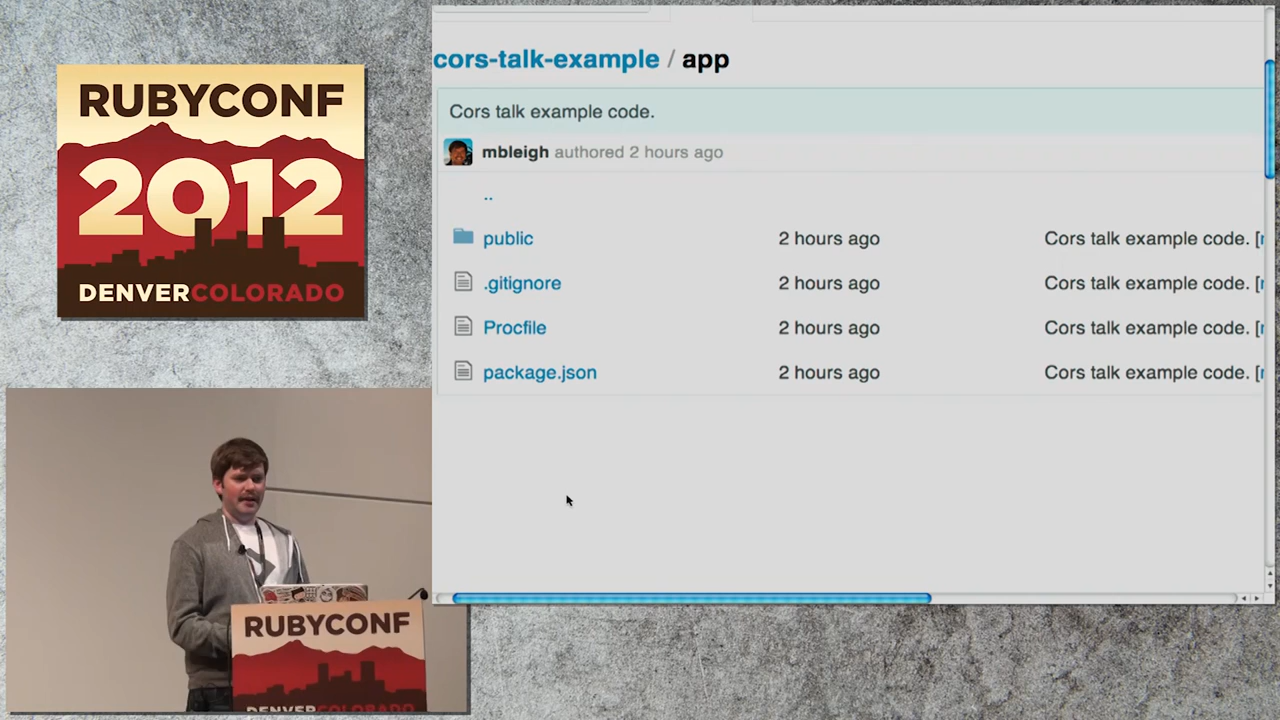 RUBYCONF
2012
DENVERCOLORADO
cors-talk-example / app
Cors talk example code.
mbleigh authored 2 hours ago
..
public 2 hours ago Cors talk example code. [
.gitignore 2 hours ago Cors talk example code. [
Procfile 2 hours ago Cors talk example code. [
package.json 2 hours ago Cors talk example code. [
RUBYCONF
DENVERCOLORADO